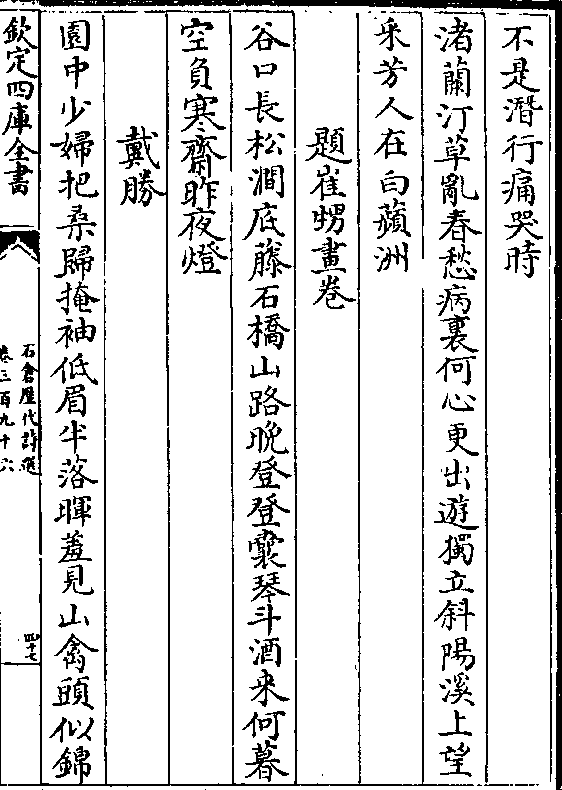 不是潛行痛哭時
渚蘭汀草亂春愁病裏何心更出遊獨立斜陽溪上望
采芳人在白蘋洲
題崔甥畫卷
谷口長松澗底藤石橋山路晚登登囊琴斗酒来何暮
空負寒齋昨夜燈
戴勝
園中少婦把桑歸掩袖低眉半落暉羞見山禽頭似錦
欽定四庫全書
石倉歷代詩選
卷三百九十六
四十七